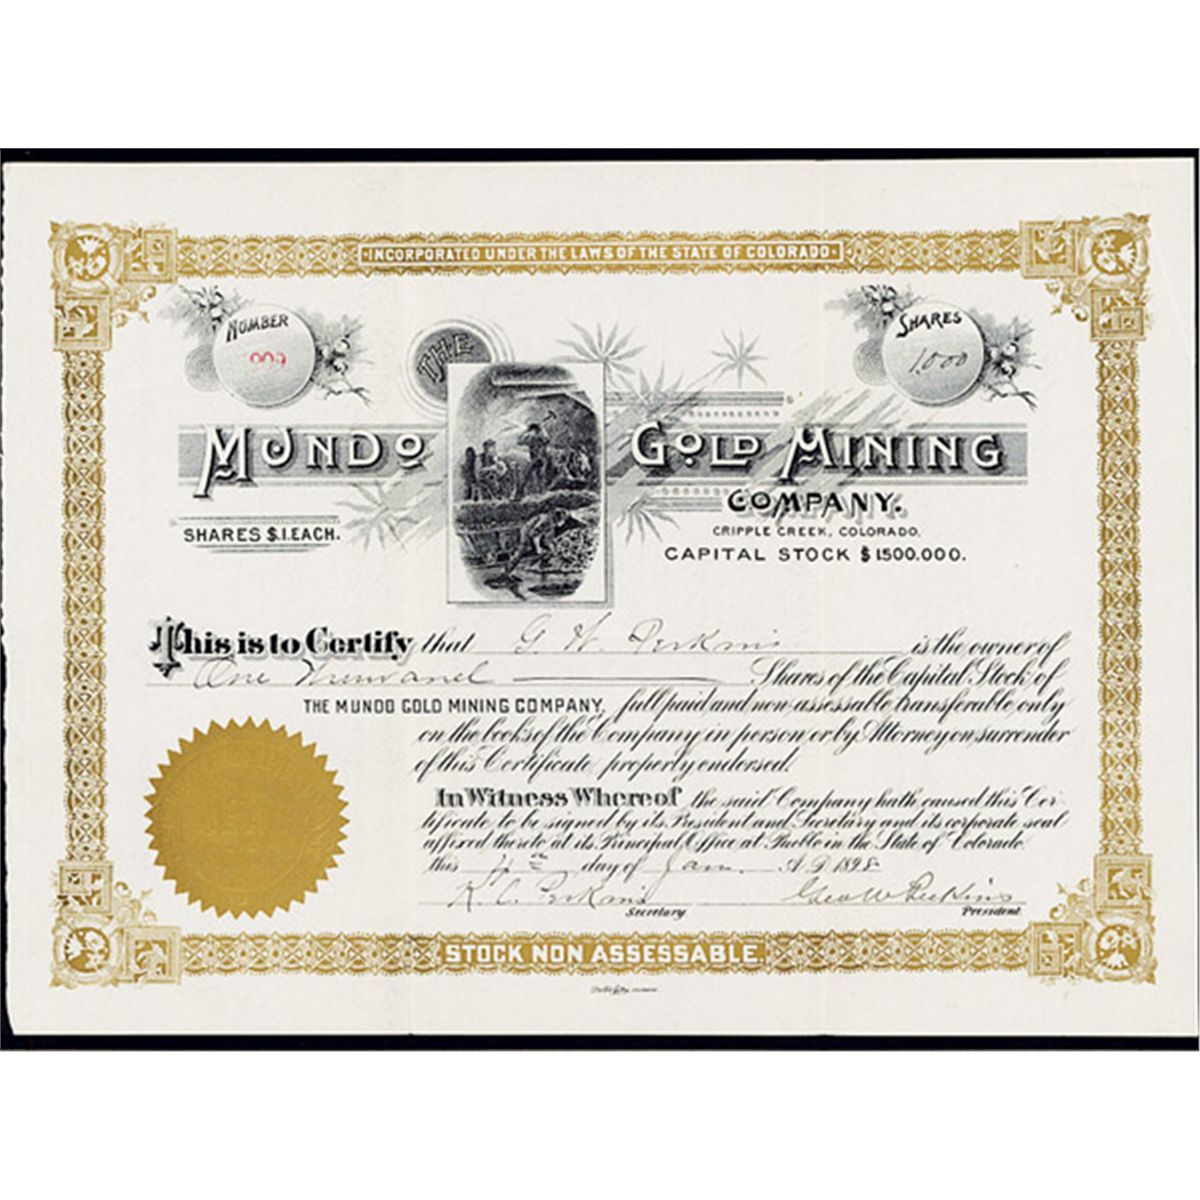 INCORPORATED UNDER THE LAWS OF THE STATE OF COLORADO
NUMBER
SHARES
1,000
THE
MUNDO GOLD MINING
COMPANY.
CRIPPLE CREEK, COLORADO.
SHARES $1.EACH.
CAPITAL STOCK $1500.000.
This is to Certify that G. W. Perkins is the owner of
One Thousand Shares of the Capital Stock of
THE MUNDO GOLD MINING COMPANY, full paid and non assessable transferable only
on the books of the Company in person or by Attorney on surrender
of this Certificate properly endorsed.
In Witness Whereof the said Company hath caused this Cer-
tificate to be signed by its President and Secretary and its corporate seal
affixed thereto at its Principal Office at Pueblo in the State of Colorado
this 4th day of Jan. A.D 1898
Perkins Geo W Perkins
Secretary President
STOCK NON ASSESSABLE.